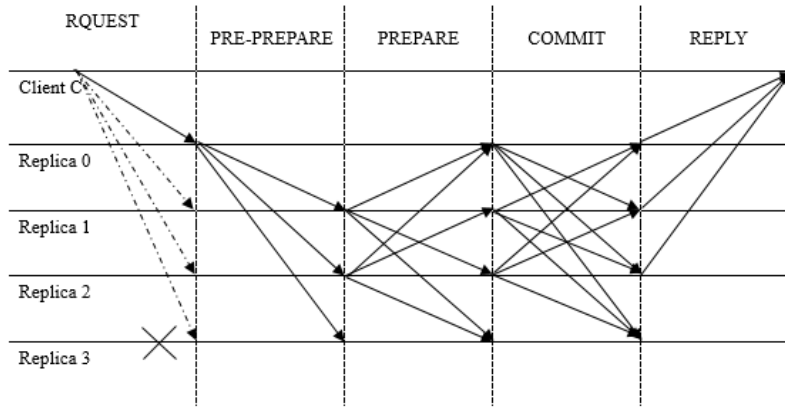 RQUEST
PRE-PREPARE
PREPARE
COMMIT
REPLY
Client C
Replica 0
Replica 1
Replica 2
Replica 3